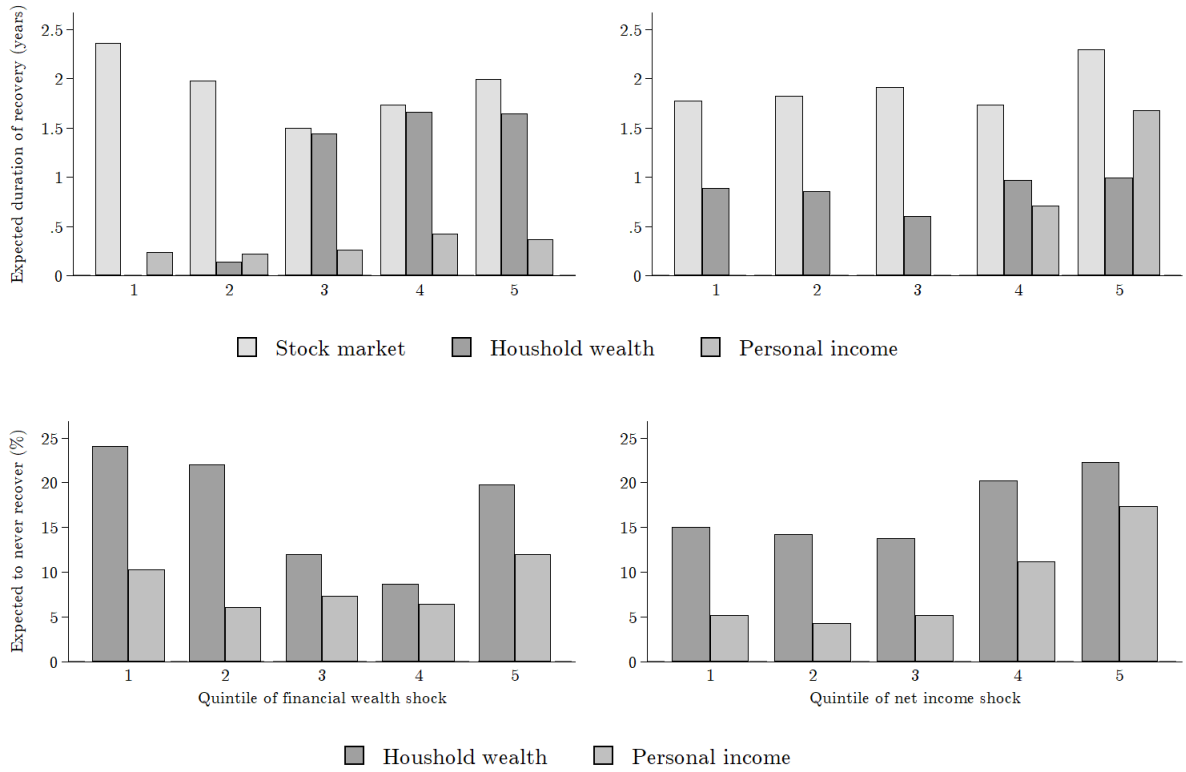 Expected duration of recovery (years)
2.5
2
1.5
1
.5
0
1 2 3 4 5
2.5
2
1.5
1
.5
0
1 2 3 4 5
Stock market Houshold wealth Personal income
Expected to never recover (%)
25
20
15
10
5
0
1 2 3 4 5
Quintile of financial wealth shock
25
20
15
10
5
0
1 2 3 4 5
Quintile of net income shock
Houshold wealth Personal income